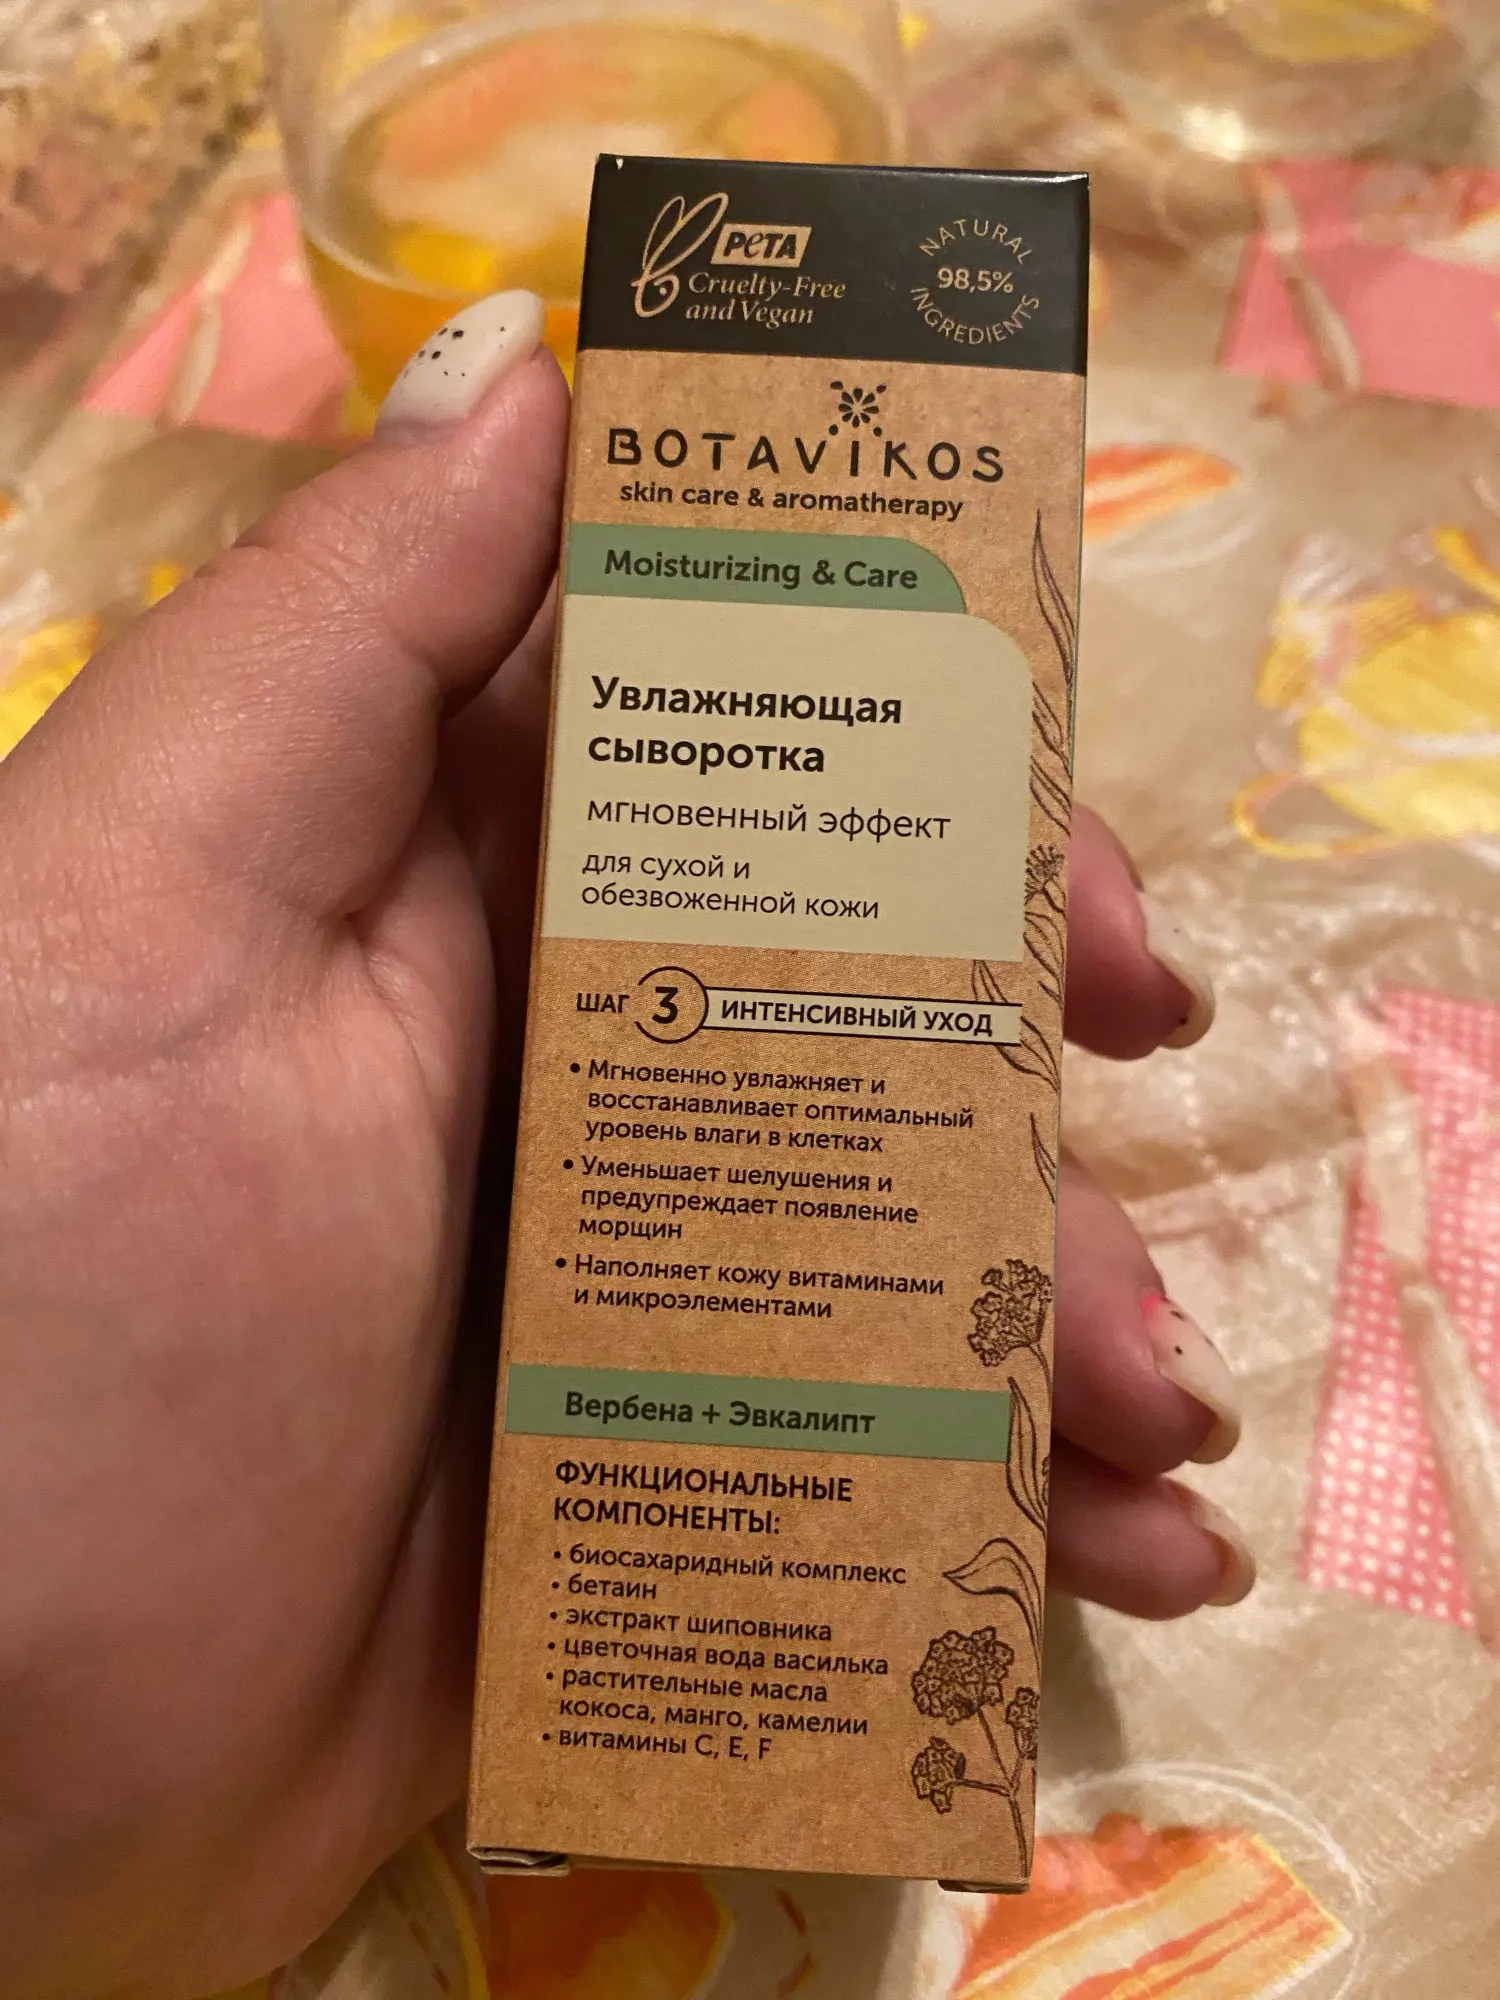 PETA
Cruelty-Free
and Vegan
NATURAL
98,5%
INGREDIENTS
BOTAVIKOS
skin care & aromatherapy
Moisturizing & Care
Увлажняющая
сыворотка
мгновенный эффект
для сухой и
обезвоженной кожи
ШАГ 3 ИНТЕНСИВНЫЙ УХОД
• Мгновенно увлажняет и
восстанавливает оптимальный
уровень влаги в клетках
• Уменьшает шелушения и
предупреждает появление
морщин
• Наполняет кожу витаминами
и микроэлементами
Вербена + Эвкалипт
ФУНКЦИОНАЛЬНЫЕ
КОМПОНЕНТЫ:
• биосахаридный комплекс
• бетаин
• экстракт шиповника
• цветочная вода василька
• растительные масла
кокоса, манго, камелии
• витамины C, E, F